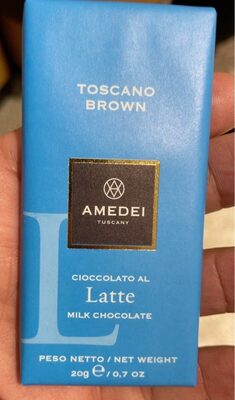 TOSCANO
BROWN
AMEDEI
TUSCANY
L
CIOCCOLATO AL
Latte
MILK CHOCOLATE
PESO NETTO / NET WEIGHT
20g ℮ / 0,7 OZ